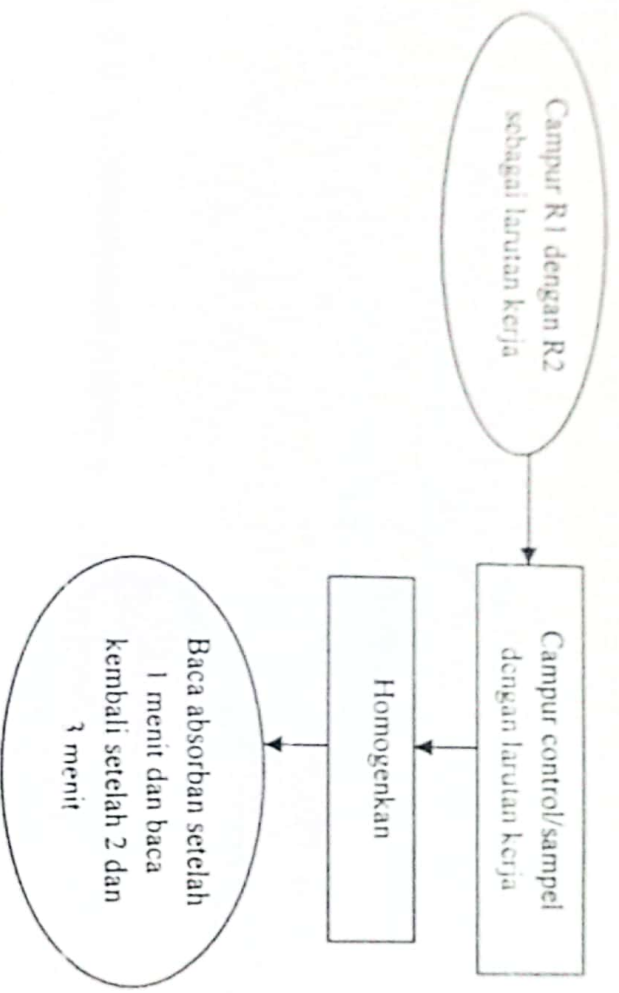 Campur R1 dengan R2
sebagai larutan kerja
Campur control/sampel
dengan larutan kerja
Homogenkan
Baca absorban setelah
1 menit dan baca
kembali setelah 2 dan
3 menit